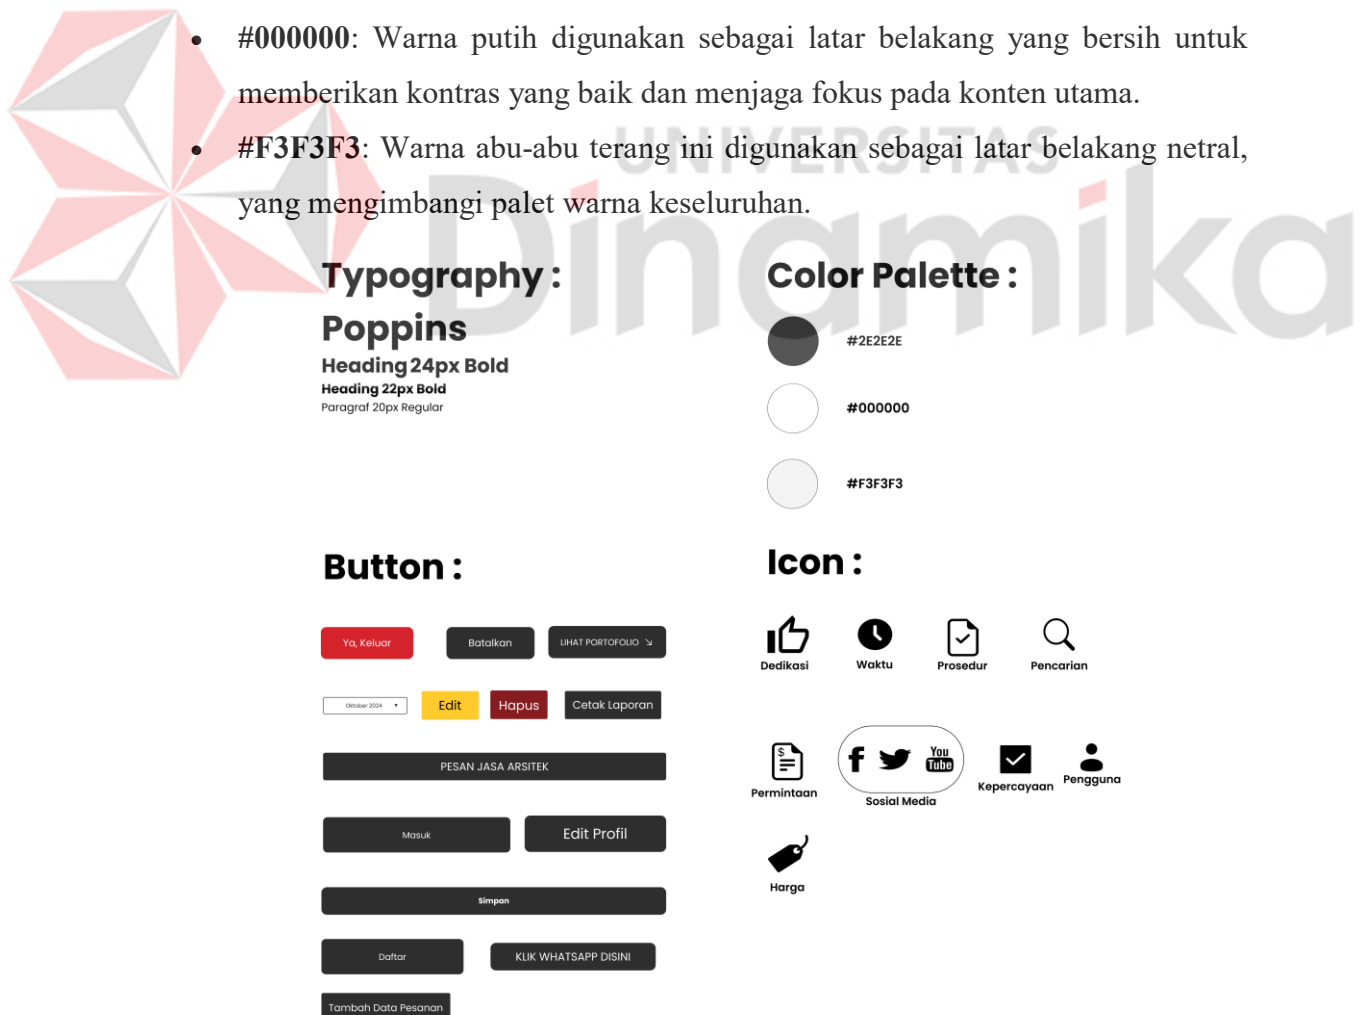 • #000000: Warna putih digunakan sebagai latar belakang yang bersih untuk
memberikan kontras yang baik dan menjaga fokus pada konten utama.
• #F3F3F3: Warna abu-abu terang ini digunakan sebagai latar belakang netral,
yang mengimbangi palet warna keseluruhan.
UNIVERSITAS
Dinamika
Typography :
Poppins
Heading 24px Bold
Heading 22px Bold
Paragraf 20px Regular
Color Palette :
#2E2E2E
#000000
#F3F3F3
Button :
Ya, Keluar
Batalkan
LIHAT PORTOFOLIO ↘
Oktober 2024 ▼
Edit
Hapus
Cetak Laporan
PESAN JASA ARSITEK
Masuk
Edit Profil
Simpan
Daftar
KLIK WHATSAPP DISINI
Tambah Data Pesanan
Icon :
Dedikasi
Waktu
Prosedur
Pencarian
$
Permintaan
f
You
Tube
Sosial Media
Kepercayaan
Pengguna
Harga